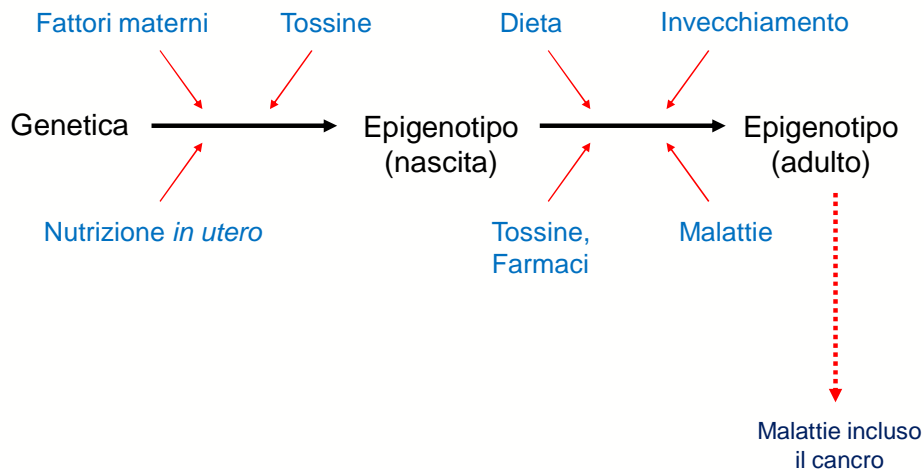 Fattori materni
Tossine
Dieta
Invecchiamento
Genetica
Epigenotipo
(nascita)
Epigenotipo
(adulto)
Nutrizione in utero
Tossine,
Farmaci
Malattie
Malattie incluso
il cancro